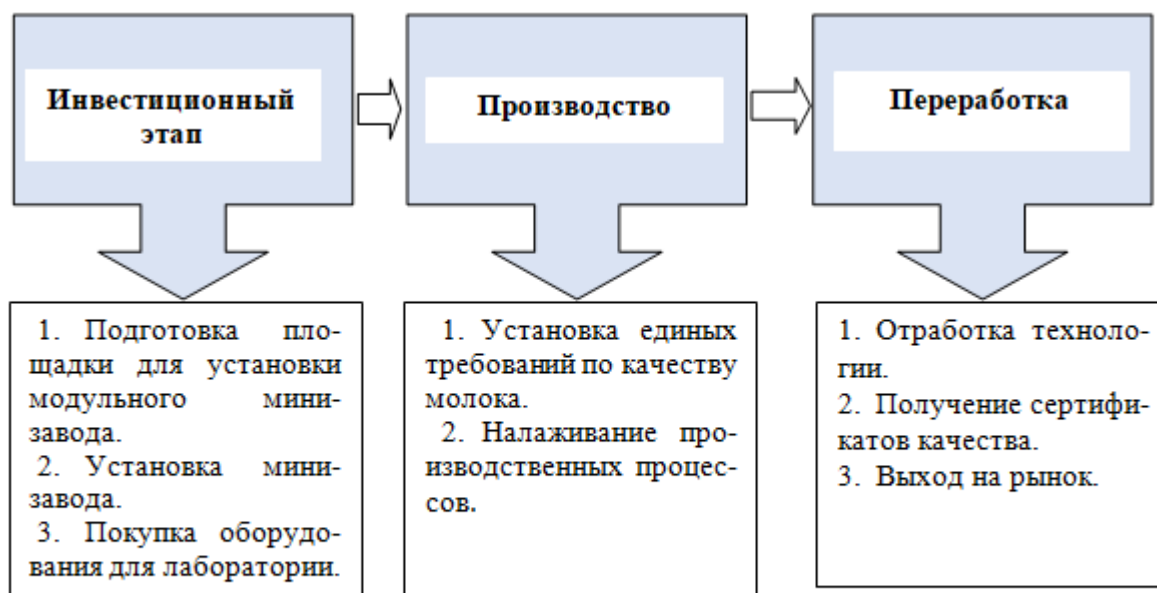 Инвестиционный
этап
Производство
Переработка
1. Подготовка пло-
щадки для установки
модульного мини-
завода.
2. Установка мини-
завода.
3. Покупка оборудо-
вания для лаборатории.
1. Установка единых
требований по качеству
молока.
2. Налаживание про-
изводственных процес-
сов.
1. Отработка техноло-
гии.
2. Получение сертифи-
катов качества.
3. Выход на рынок.